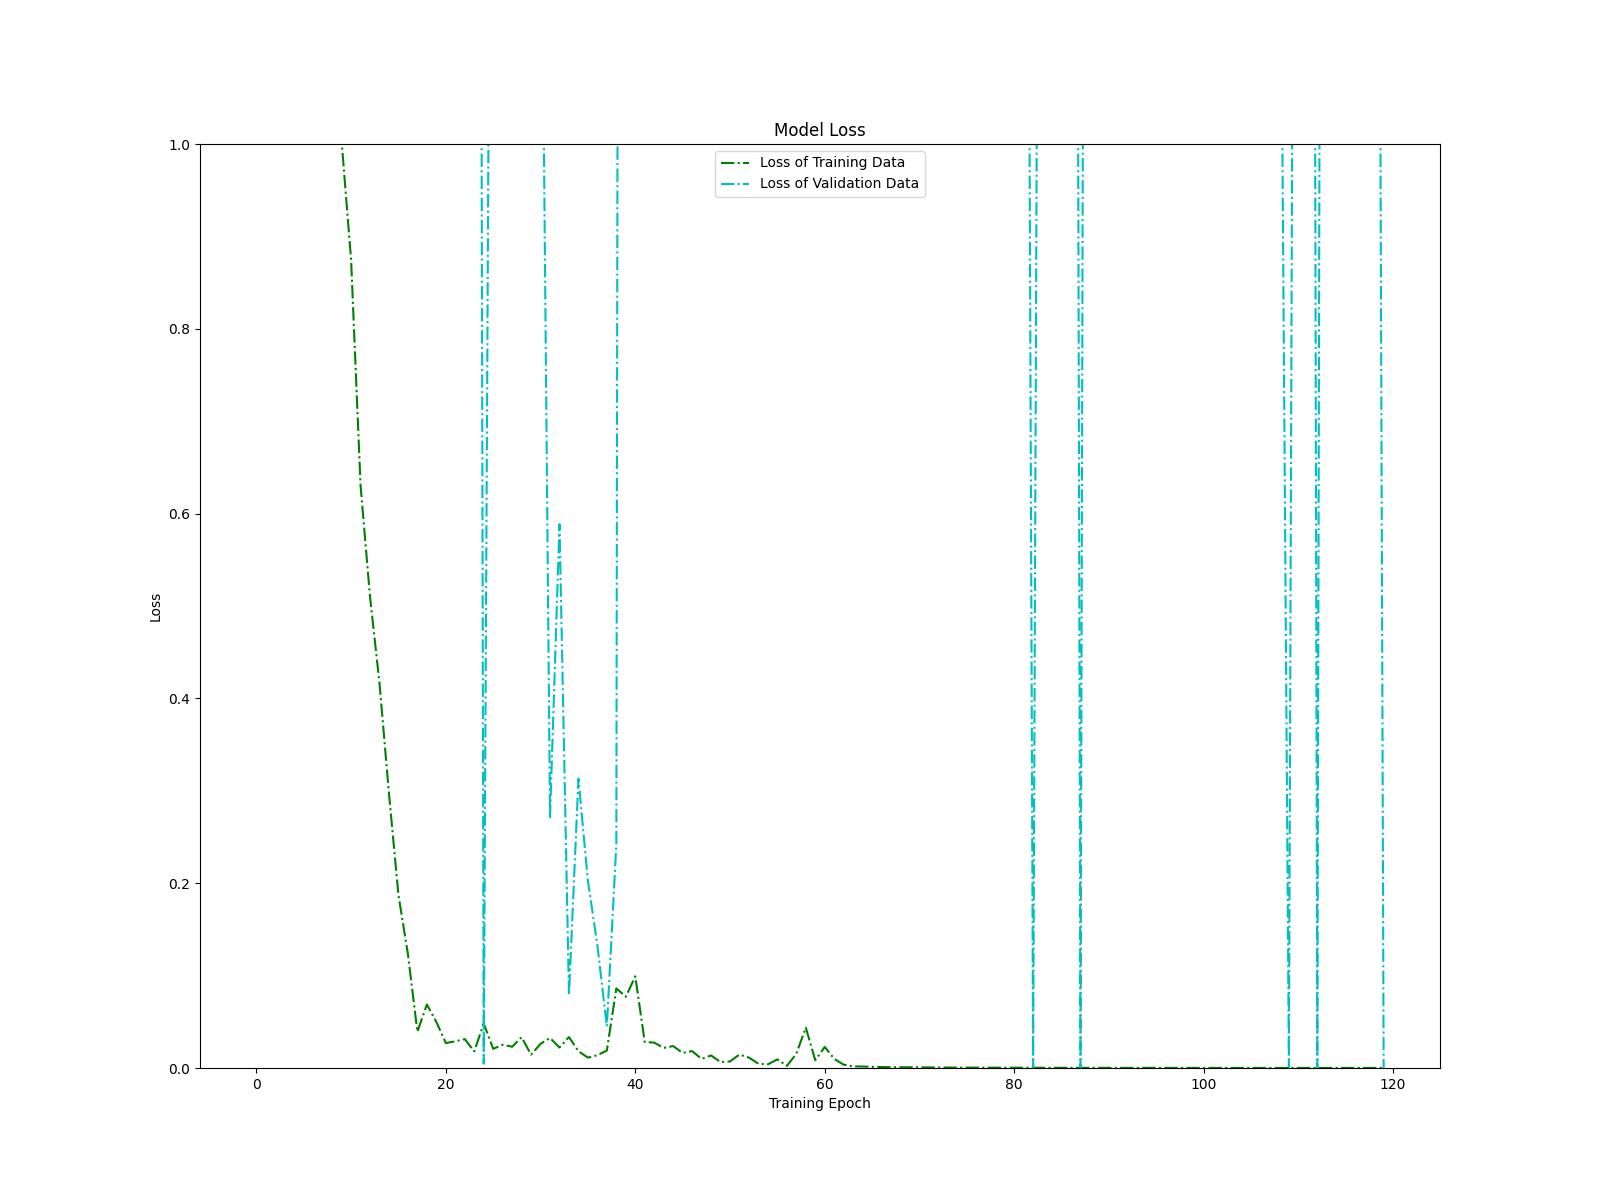 Model Loss
1.0
Loss of Training Data
Loss of Validation Data
0.8
0.6
Loss
0.4
0.2
0.0
0 20 40 60 80 100 120
Training Epoch